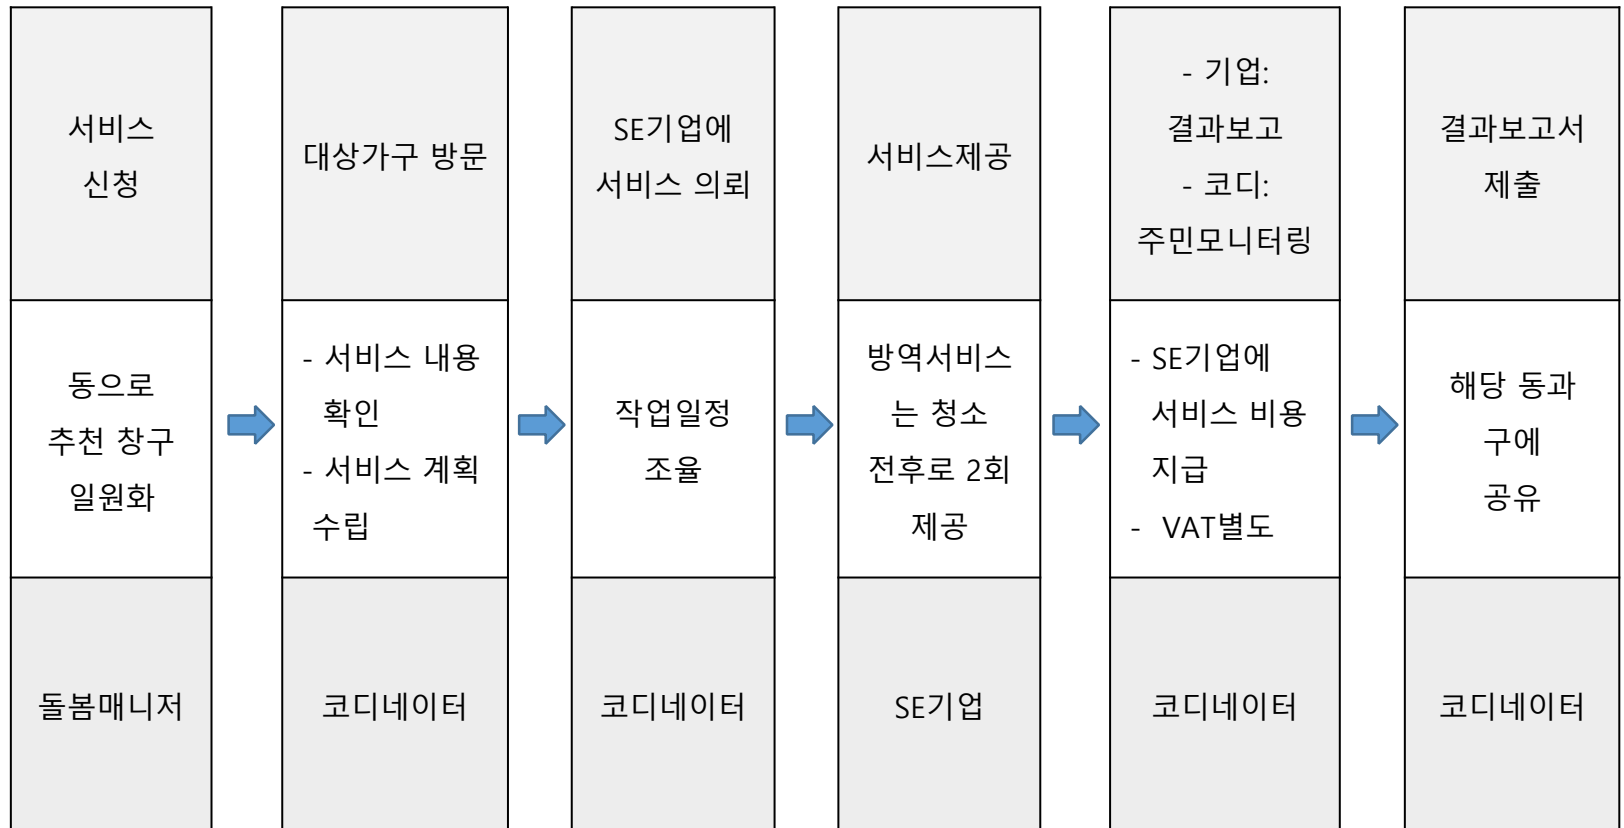 서비스
신청
대상가구 방문
SE기업에
서비스 의뢰
서비스제공
- 기업:
결과보고
- 코디:
주민모니터링
결과보고서
제출
동으로
추천 창구
일원화
- 서비스 내용
확인
- 서비스 계획
수립
작업일정
조율
방역서비스
는 청소
전후로 2회
제공
- SE기업에
서비스 비용
지급
- VAT별도
해당 동과
구에
공유
돌봄매니저
코디네이터
코디네이터
SE기업
코디네이터
코디네이터